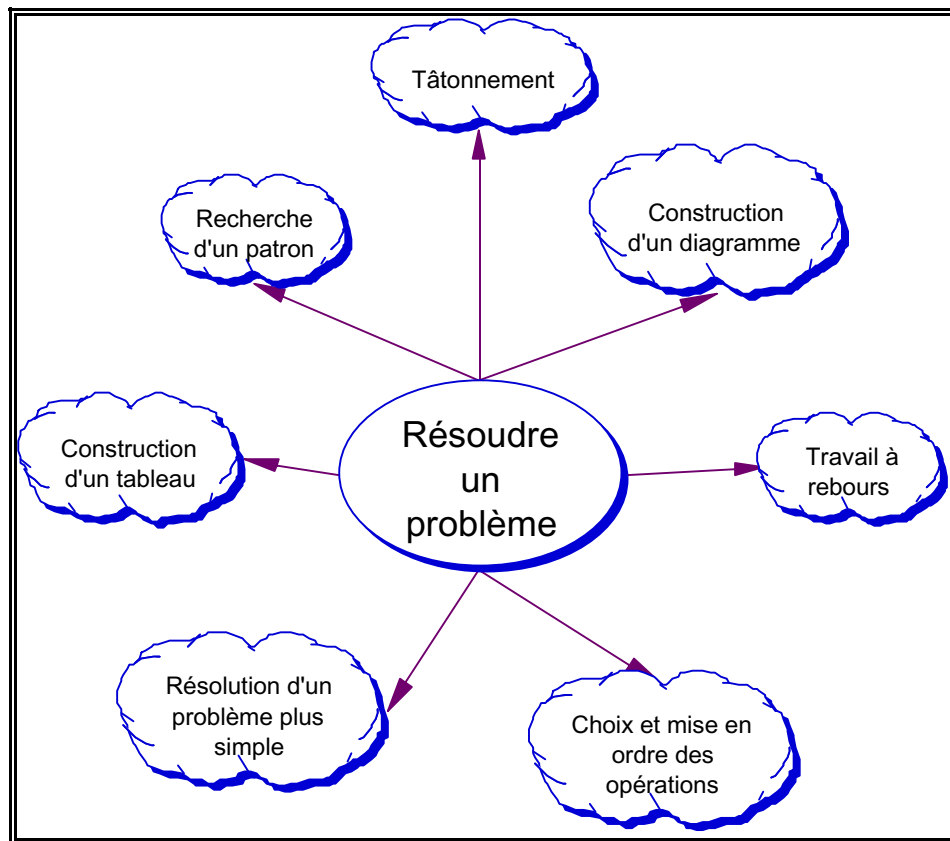 Tâtonnement
Recherche
d'un patron
Construction
d'un diagramme
Construction
d'un tableau
Résoudre
un
problème
Travail à
rebours
Résolution d'un
problème plus
simple
Choix et mise en
ordre des
opérations